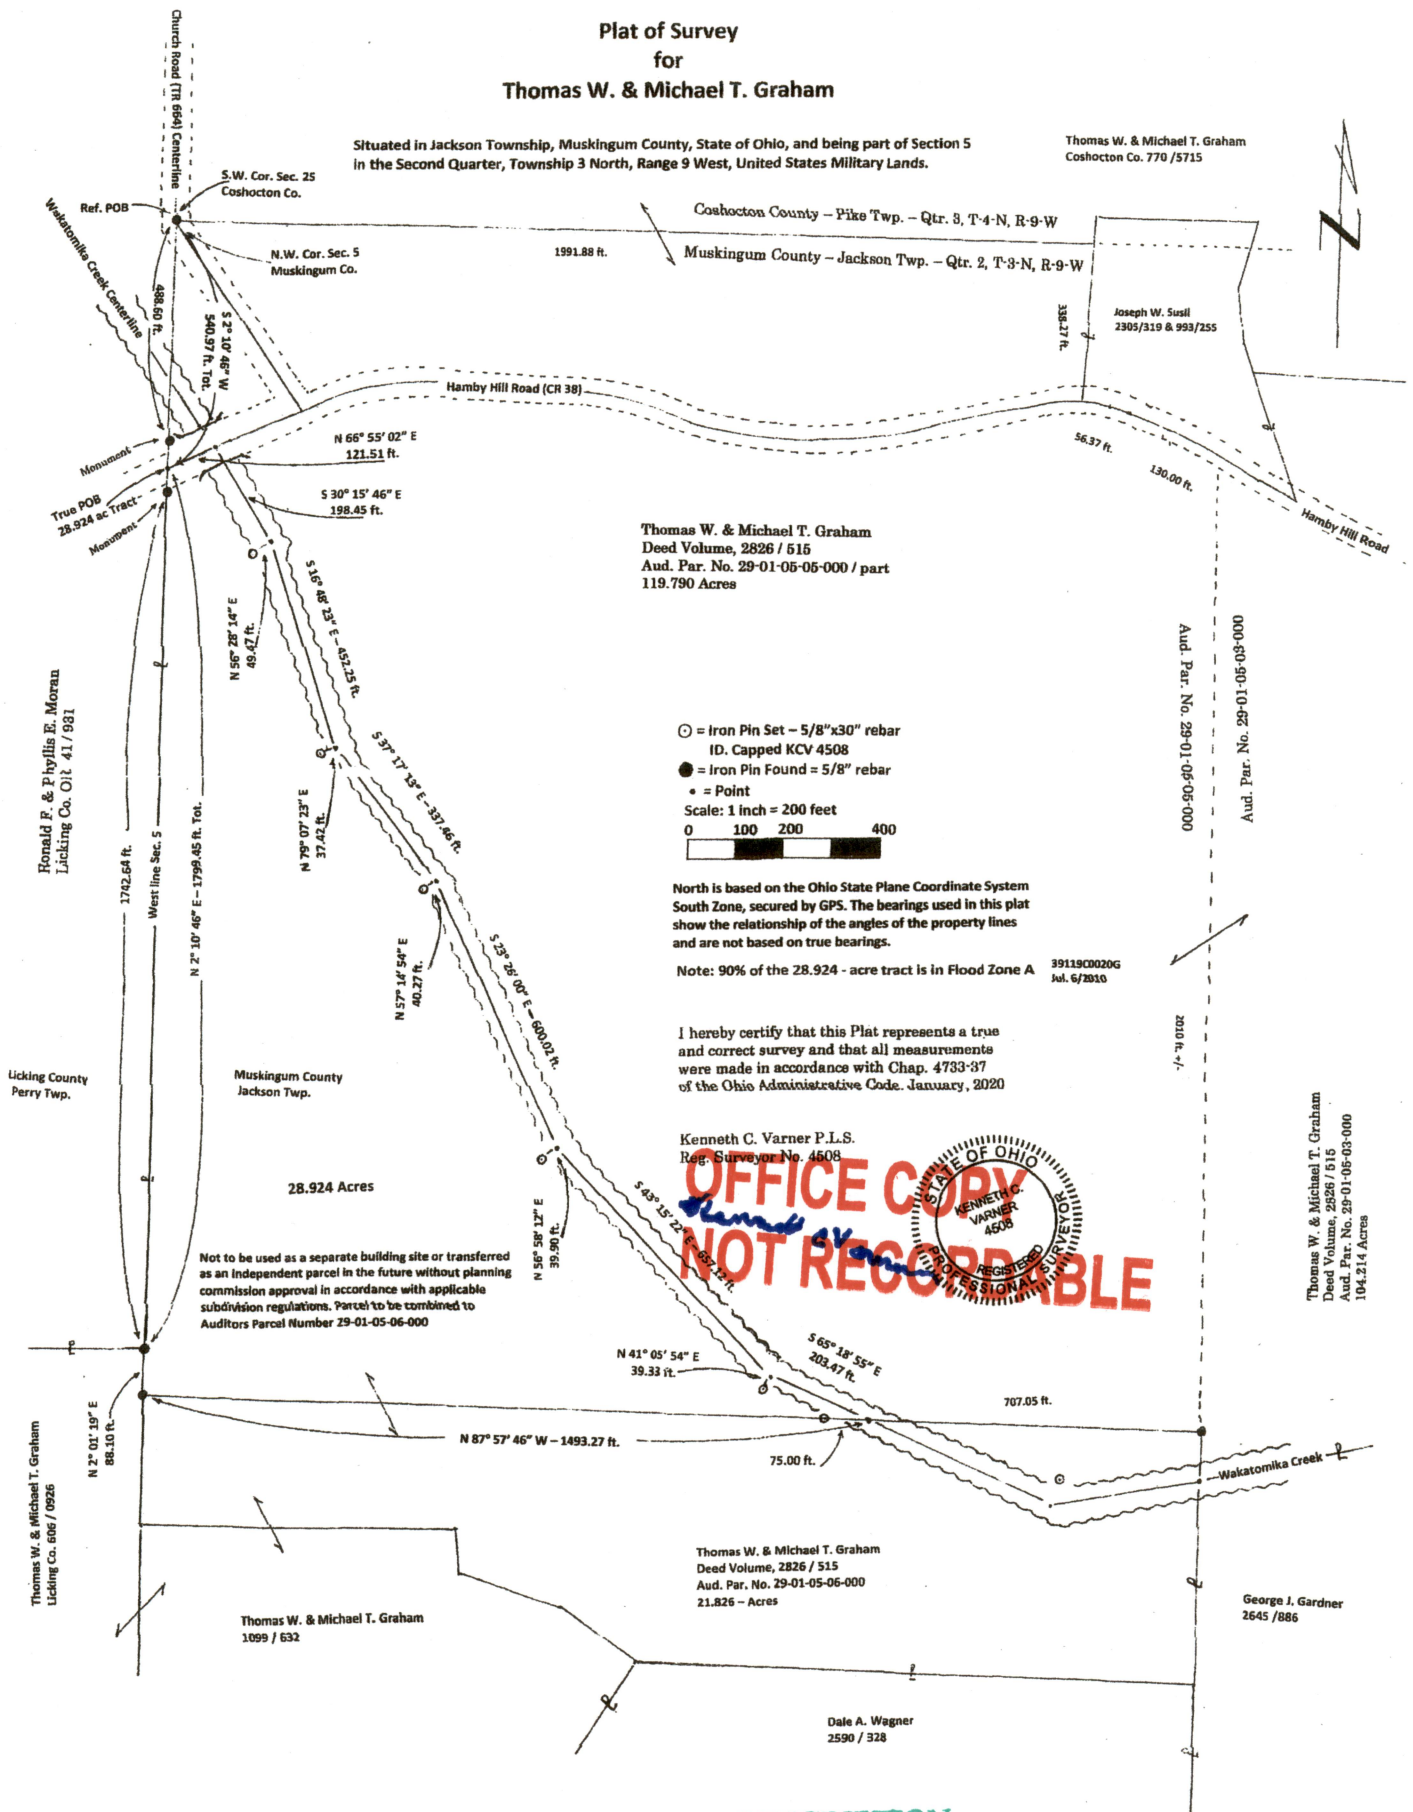 Plat of Survey
for
Thomas W. & Michael T. Graham
Situated in Jackson Township, Muskingum County, State of Ohio, and being part of Section 5
in the Second Quarter, Township 3 North, Range 9 West, United States Military Lands.
Thomas W. & Michael T. Graham
Coshocton Co. 770 /5715
Church Road (TR 664) Centerline
S.W. Cor. Sec. 25
Coshocton Co.
Ref. POB
N.W. Cor. Sec. 5
Muskingum Co.
Wakatomika Creek Centerline
1991.88 ft.
Coshocton County – Pike Twp. – Qtr. 3, T-4-N, R-9-W
Muskingum County – Jackson Twp. – Qtr. 2, T-3-N, R-9-W
488.60 ft.
S 2° 10' 46" W
540.97 ft. Tot.
338.27 ft.
Joseph W. Susil
2305/319 & 993/255
Hamby Hill Road (CR 38)
N 66° 55' 02" E
121.51 ft.
Monument
True POB
28.924 ac Tract
Monument
S 30° 15' 46" E
198.45 ft.
56.37 ft.
130.00 ft.
Hamby Hill Road
Thomas W. & Michael T. Graham
Deed Volume, 2826 / 515
Aud. Par. No. 29-01-05-05-000 / part
119.790 Acres
S 16° 48' 23" E – 452.25 ft.
N 56° 28' 14" E
49.47 ft.
Aud. Par. No. 29-01-05-05-000
Aud. Par. No. 29-01-05-03-000
Ronald F. & Phyllis E. Moran
Licking Co. 41 / 931
S 37° 17' 13" E – 337.46 ft.
N 79° 07' 23" E
37.42 ft.
= Iron Pin Set – 5/8"x30" rebar
ID. Capped KCV 4508
= Iron Pin Found = 5/8" rebar
= Point
Scale: 1 inch = 200 feet
0 100 200 400
1742.64 ft.
West line Sec. 5
N 2° 10' 46" E – 1799.45 ft. Tot.
North is based on the Ohio State Plane Coordinate System
South Zone, secured by GPS. The bearings used in this plat
show the relationship of the angles of the property lines
and are not based on true bearings.
Note: 90% of the 28.924 - acre tract is in Flood Zone A
39119C0020G
Jul. 6/2010
N 57° 14' 54" E
40.27 ft.
S 23° 26' 00" E – 600.02 ft.
2010 ft. +/-
I hereby certify that this Plat represents a true
and correct survey and that all measurements
were made in accordance with Chap. 4733-37
of the Ohio Administrative Code. January, 2020
Licking County
Perry Twp.
Muskingum County
Jackson Twp.
Kenneth C. Varner P.L.S.
Reg. Surveyor No. 4508
OFFICE COPY
NOT RECORDABLE
Kenneth C Varner
STATE OF OHIO
KENNETH C.
VARNER
4508
REGISTERED
PROFESSIONAL SURVEYOR
Thomas W. & Michael T. Graham
Deed Volume, 2826 / 515
Aud. Par. No. 29-01-05-03-000
104.214 Acres
28.924 Acres
N 56° 58' 12" E
39.90 ft.
S 43° 15' 22" E – 657.12 ft.
Not to be used as a separate building site or transferred
as an independent parcel in the future without planning
commission approval in accordance with applicable
subdivision regulations. Parcel to be combined to
Auditors Parcel Number 29-01-05-06-000
N 41° 05' 54" E
39.33 ft.
S 65° 18' 55" E
203.47 ft.
707.05 ft.
N 2° 01' 19" E
88.10 ft.
N 87° 57' 46" W – 1493.27 ft.
75.00 ft.
Wakatomika Creek
Thomas W. & Michael T. Graham
Licking Co. 606 / 0926
Thomas W. & Michael T. Graham
Deed Volume, 2826 / 515
Aud. Par. No. 29-01-05-06-000
21.826 – Acres
Thomas W. & Michael T. Graham
1099 / 632
George J. Gardner
2645 /886
Dale A. Wagner
2590 / 328